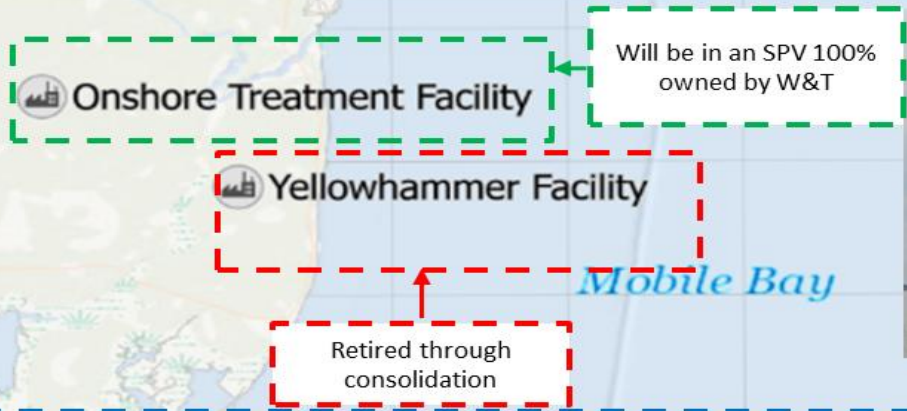 Will be in an SPV 100%
owned by W&T
Onshore Treatment Facility
Yellowhammer Facility
Mobile Bay
Retired through
consolidation